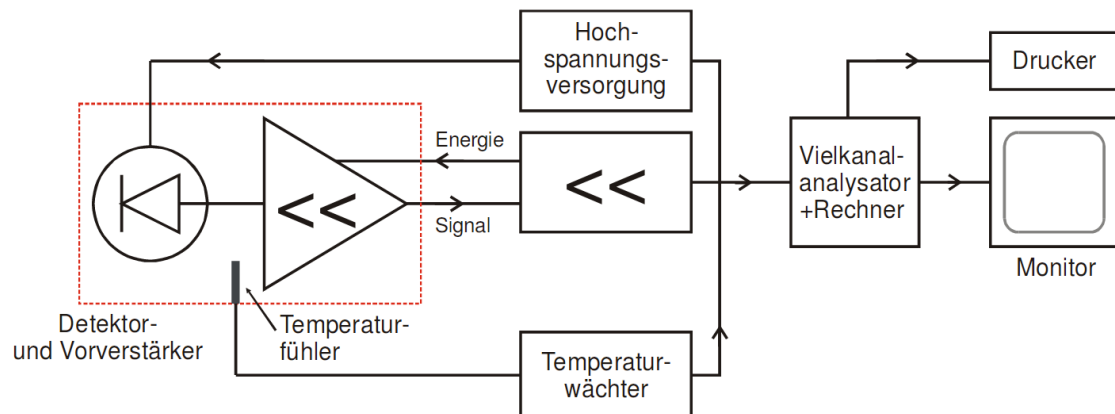 Hoch-
spannungs-
versorgung
Drucker
Energie
<<
<<
Signal
Vielkanal-
analysator
+Rechner
Monitor
Detektor-
und Vorverstärker
Temperatur-
fühler
Temperatur-
wächter